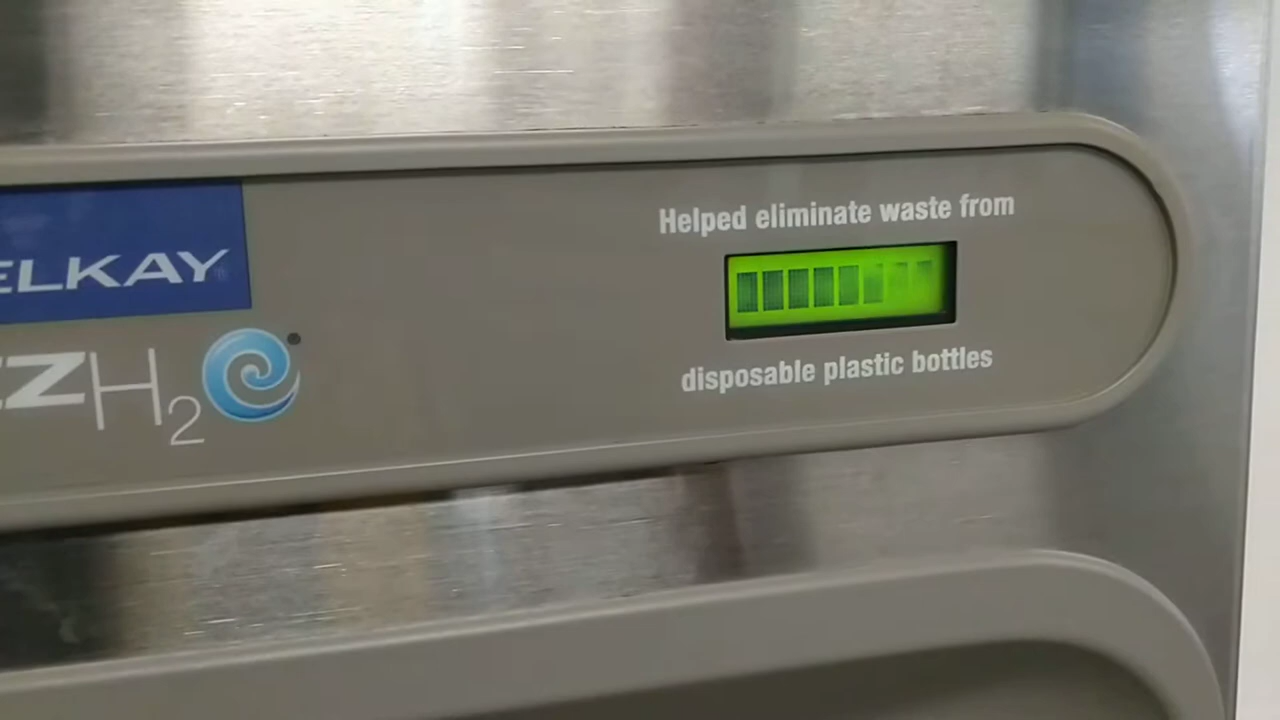 Helped eliminate waste from
ELKAY
disposable plastic bottles
EZH2